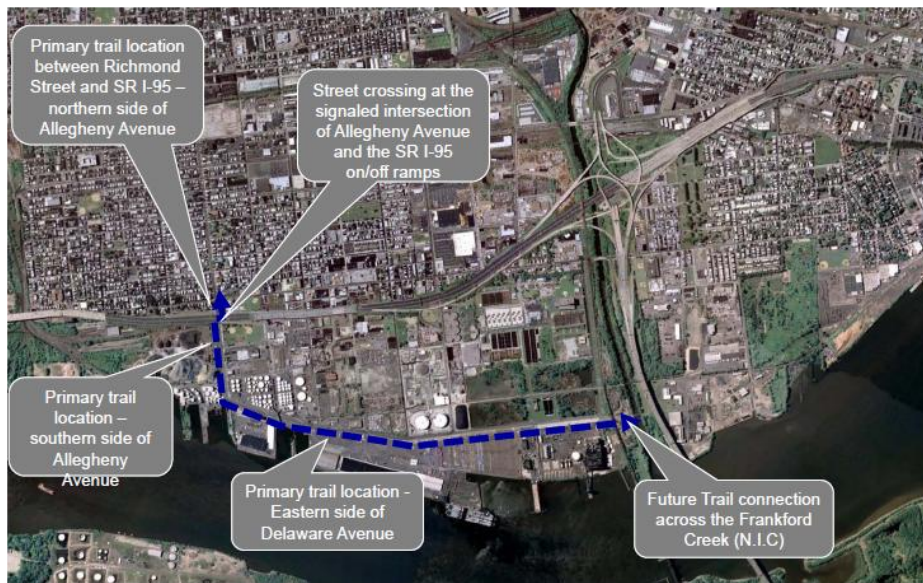 Primary trail location
between Richmond
Street and SR I-95 –
northern side of
Allegheny Avenue
Street crossing at the
signaled intersection
of Allegheny Avenue
and the SR I-95
on/off ramps
Primary trail
location –
southern side of
Allegheny
Avenue
Primary trail location -
Eastern side of
Delaware Avenue
Future Trail connection
across the Frankford
Creek (N.I.C)